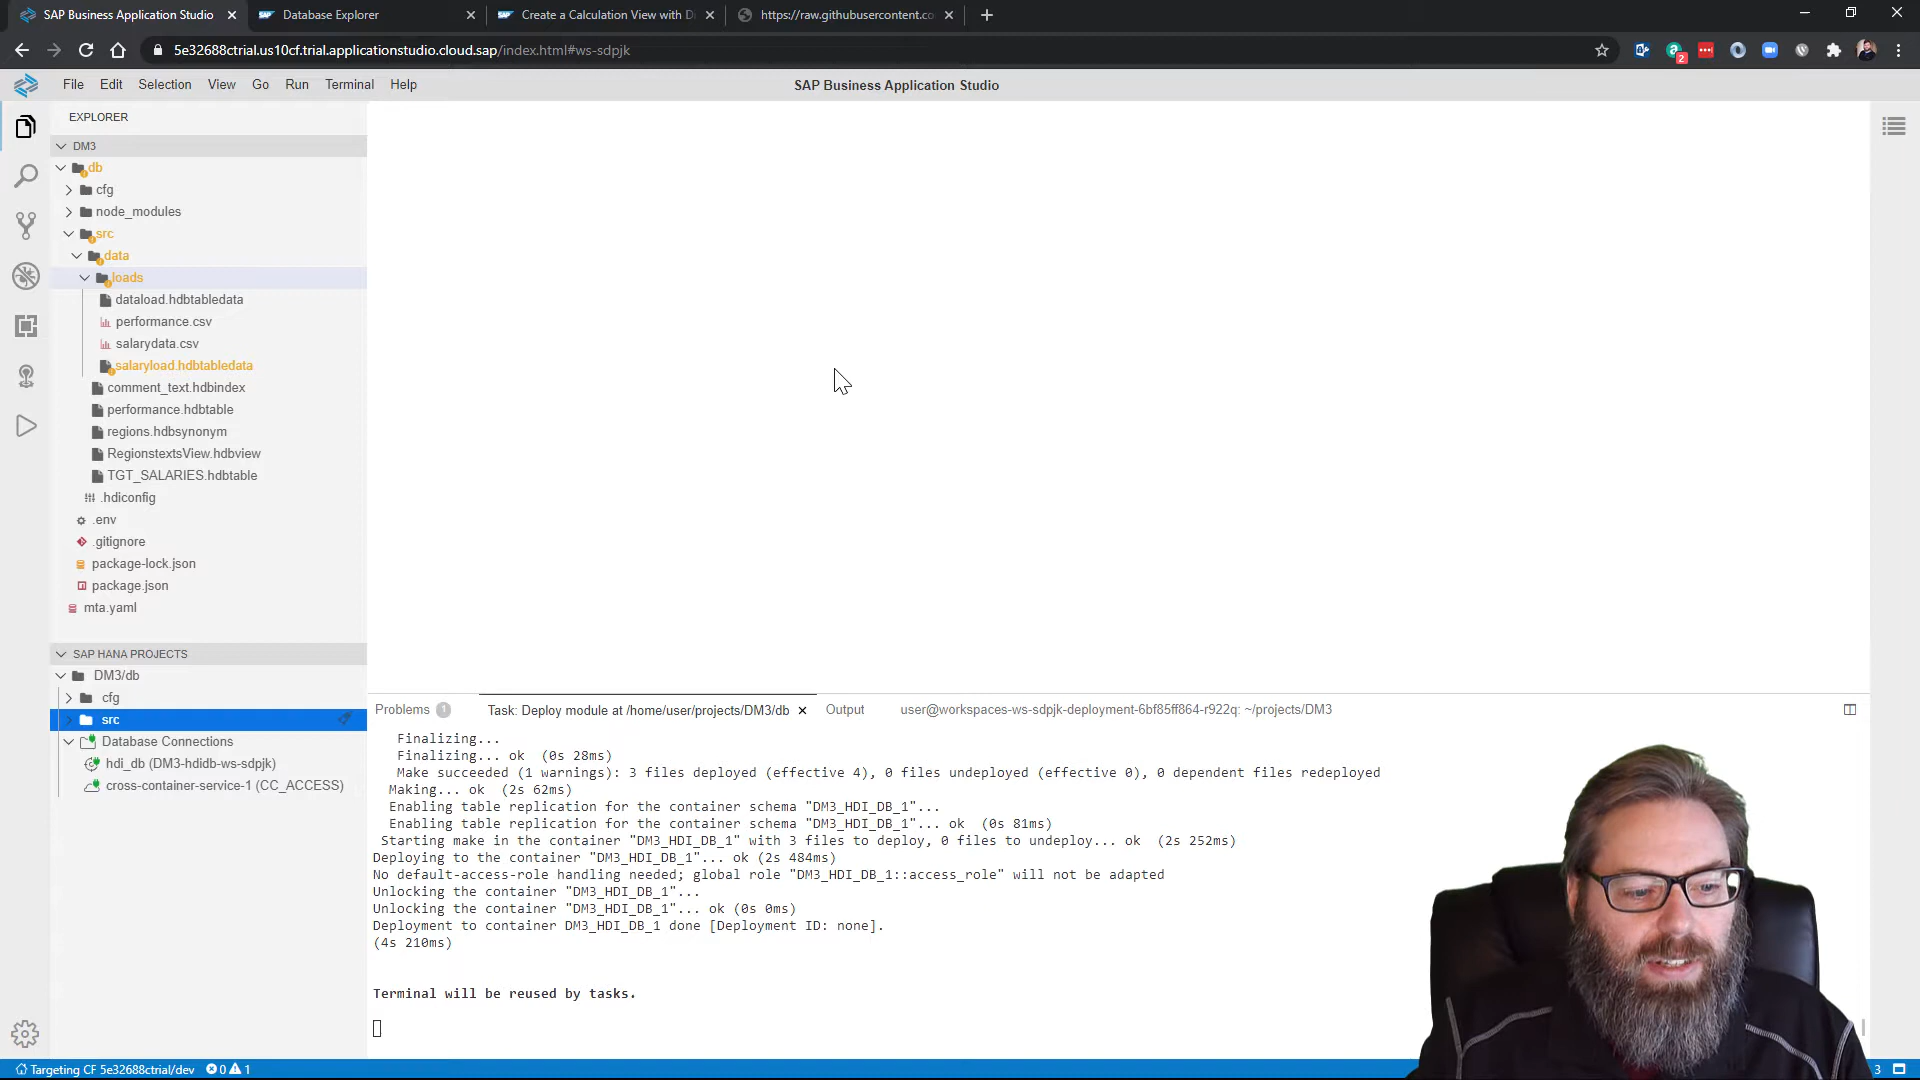 SAP Business Application Studio
Database Explorer
Create a Calculation View with D
https://raw.githubusercontent.co
5e32688ctrial.us10cf.trial.applicationstudio.cloud.sap/index.html#ws-sdpjk
2
File Edit Selection View Go Run Terminal Help
SAP Business Application Studio
EXPLORER
DM3
db
cfg
node_modules
src
data
loads
dataload.hdbtabledata
performance.csv
salarydata.csv
salaryload.hdbtabledata
comment_text.hdbindex
performance.hdbtable
regions.hdbsynonym
RegionstextsView.hdbview
TGT_SALARIES.hdbtable
.hdiconfig
.env
.gitignore
package-lock.json
package.json
mta.yaml
SAP HANA PROJECTS
DM3/db
cfg
src
Database Connections
hdi_db (DM3-hdidb-ws-sdpjk)
cross-container-service-1 (CC_ACCESS)
Problems 1 Task: Deploy module at /home/user/projects/DM3/db Output user@workspaces-ws-sdpjk-deployment-6bf85ff864-r922q: ~/projects/DM3
Finalizing...
Finalizing... ok (0s 28ms)
Make succeeded (1 warnings): 3 files deployed (effective 4), 0 files undeployed (effective 0), 0 dependent files redeployed
Making... ok (2s 62ms)
Enabling table replication for the container schema "DM3_HDI_DB_1"...
Enabling table replication for the container schema "DM3_HDI_DB_1"... ok (0s 81ms)
Starting make in the container "DM3_HDI_DB_1" with 3 files to deploy, 0 files to undeploy... ok (2s 252ms)
Deploying to the container "DM3_HDI_DB_1"... ok (2s 484ms)
No default-access-role handling needed; global role "DM3_HDI_DB_1::access_role" will not be adapted
Unlocking the container "DM3_HDI_DB_1"...
Unlocking the container "DM3_HDI_DB_1"... ok (0s 0ms)
Deployment to container DM3_HDI_DB_1 done [Deployment ID: none].
(4s 210ms)
Terminal will be reused by tasks.
Targeting CF 5e32688ctrial/dev 0 1
3